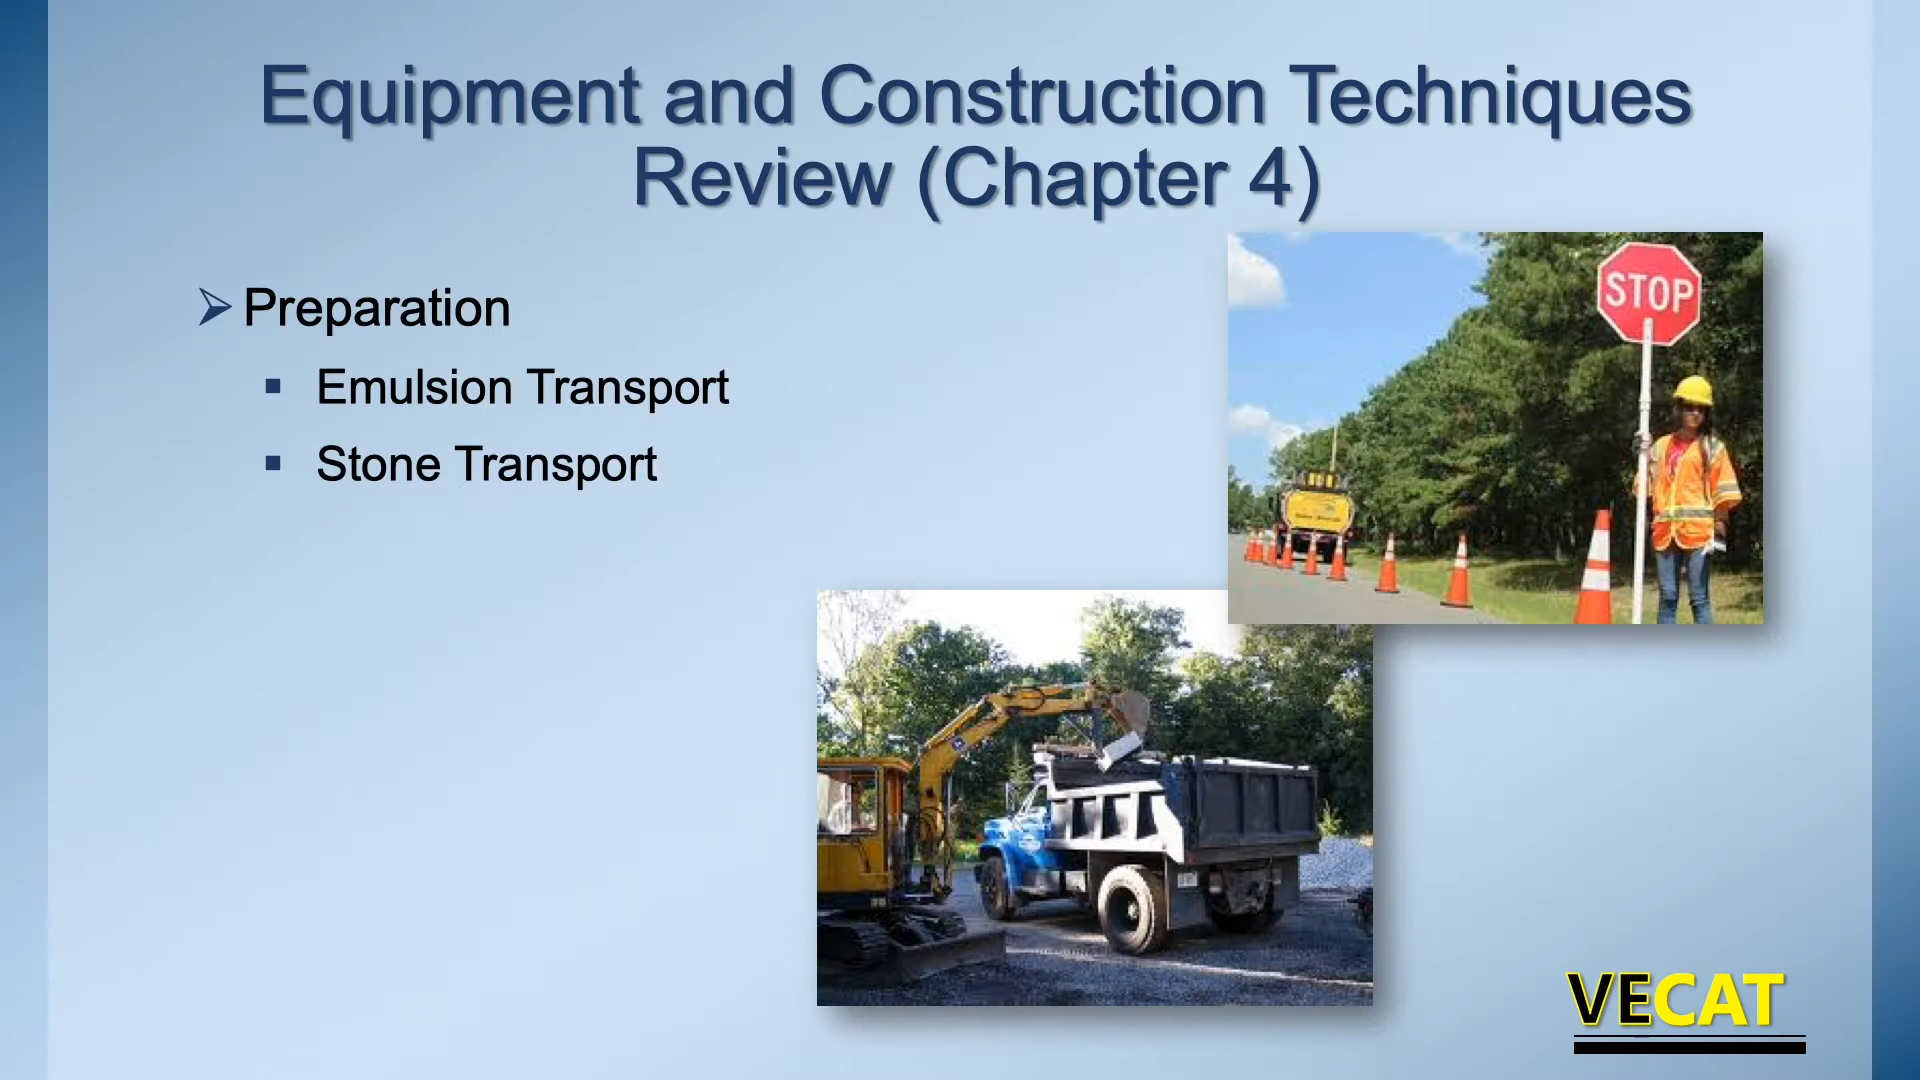 Equipment and Construction Techniques
Review (Chapter 4)
Preparation
Emulsion Transport
Stone Transport
STOP
VECAT